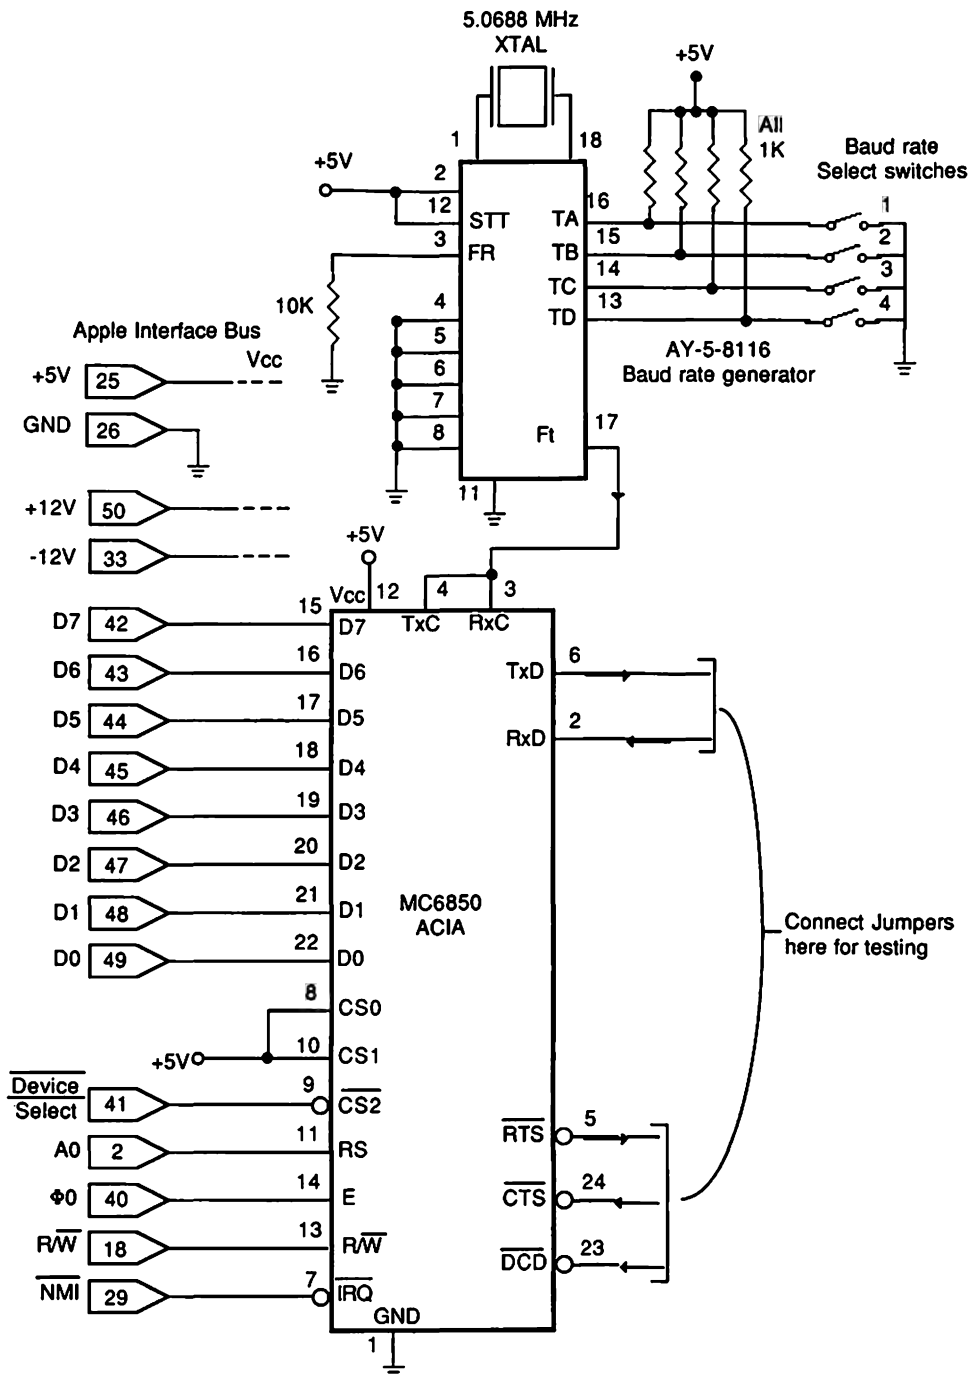 5.0688 MHz
XTAL
+5V
1
18
All
1K
Baud rate
Select switches
+5V
2
12
STT
3
FR
10K
4
5
6
7
8
11
16
TA
15
TB
14
TC
13
TD
1
2
3
4
AY-5-8116
Baud rate generator
Ft
17
Apple Interface Bus
Vcc
+5V 25
GND 26
+12V 50
-12V 33
+5V
Vcc 12
4
3
TxC RxC
D7 42 15 D7
D6 43 16 D6
D5 44 17 D5
D4 45 18 D4
D3 46 19 D3
D2 47 20 D2
D1 48 21 D1
D0 49 22 D0
8 CS0
+5V 10 CS1
Device
Select 41 9 CS2
A0 2 11 RS
Φ0 40 14 E
R/W 18 13 R/W
NMI 29 7 IRQ
GND
1
MC6850
ACIA
TxD 6
RxD 2
Connect Jumpers
here for testing
RTS 5
CTS 24
DCD 23